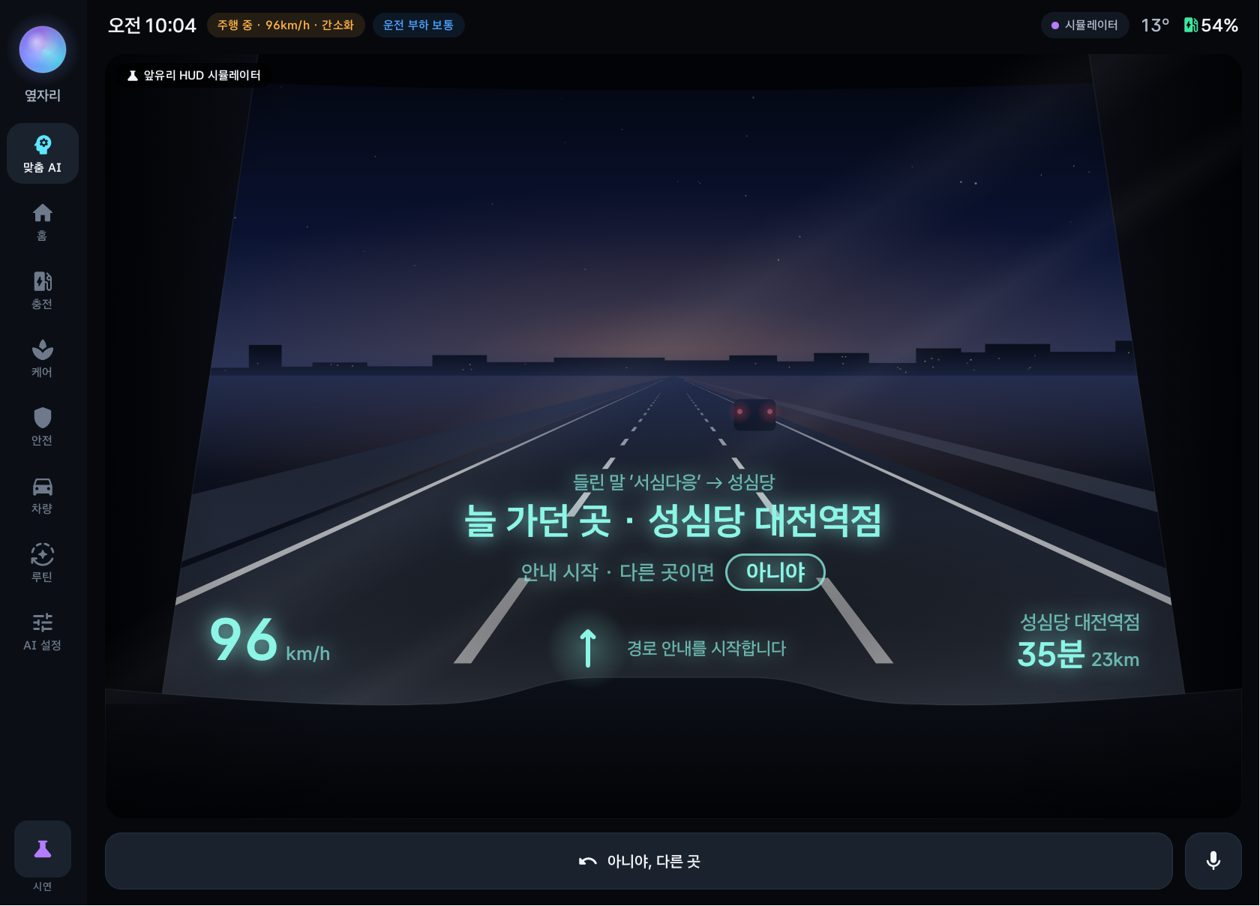 오전 10:04
주행 중 · 96km/h · 간소화
운전 부하 보통
시뮬레이터
13°
54%
옆자리
맞춤 AI
홈
충전
케어
안전
차량
루틴
AI 설정
시연
앞유리 HUD 시뮬레이터
들린 말 ‘서심다응’ → 성심당
늘 가던 곳 · 성심당 대전역점
안내 시작 · 다른 곳이면 아니야
96 km/h
경로 안내를 시작합니다
성심당 대전역점
35분 23km
아니야, 다른 곳